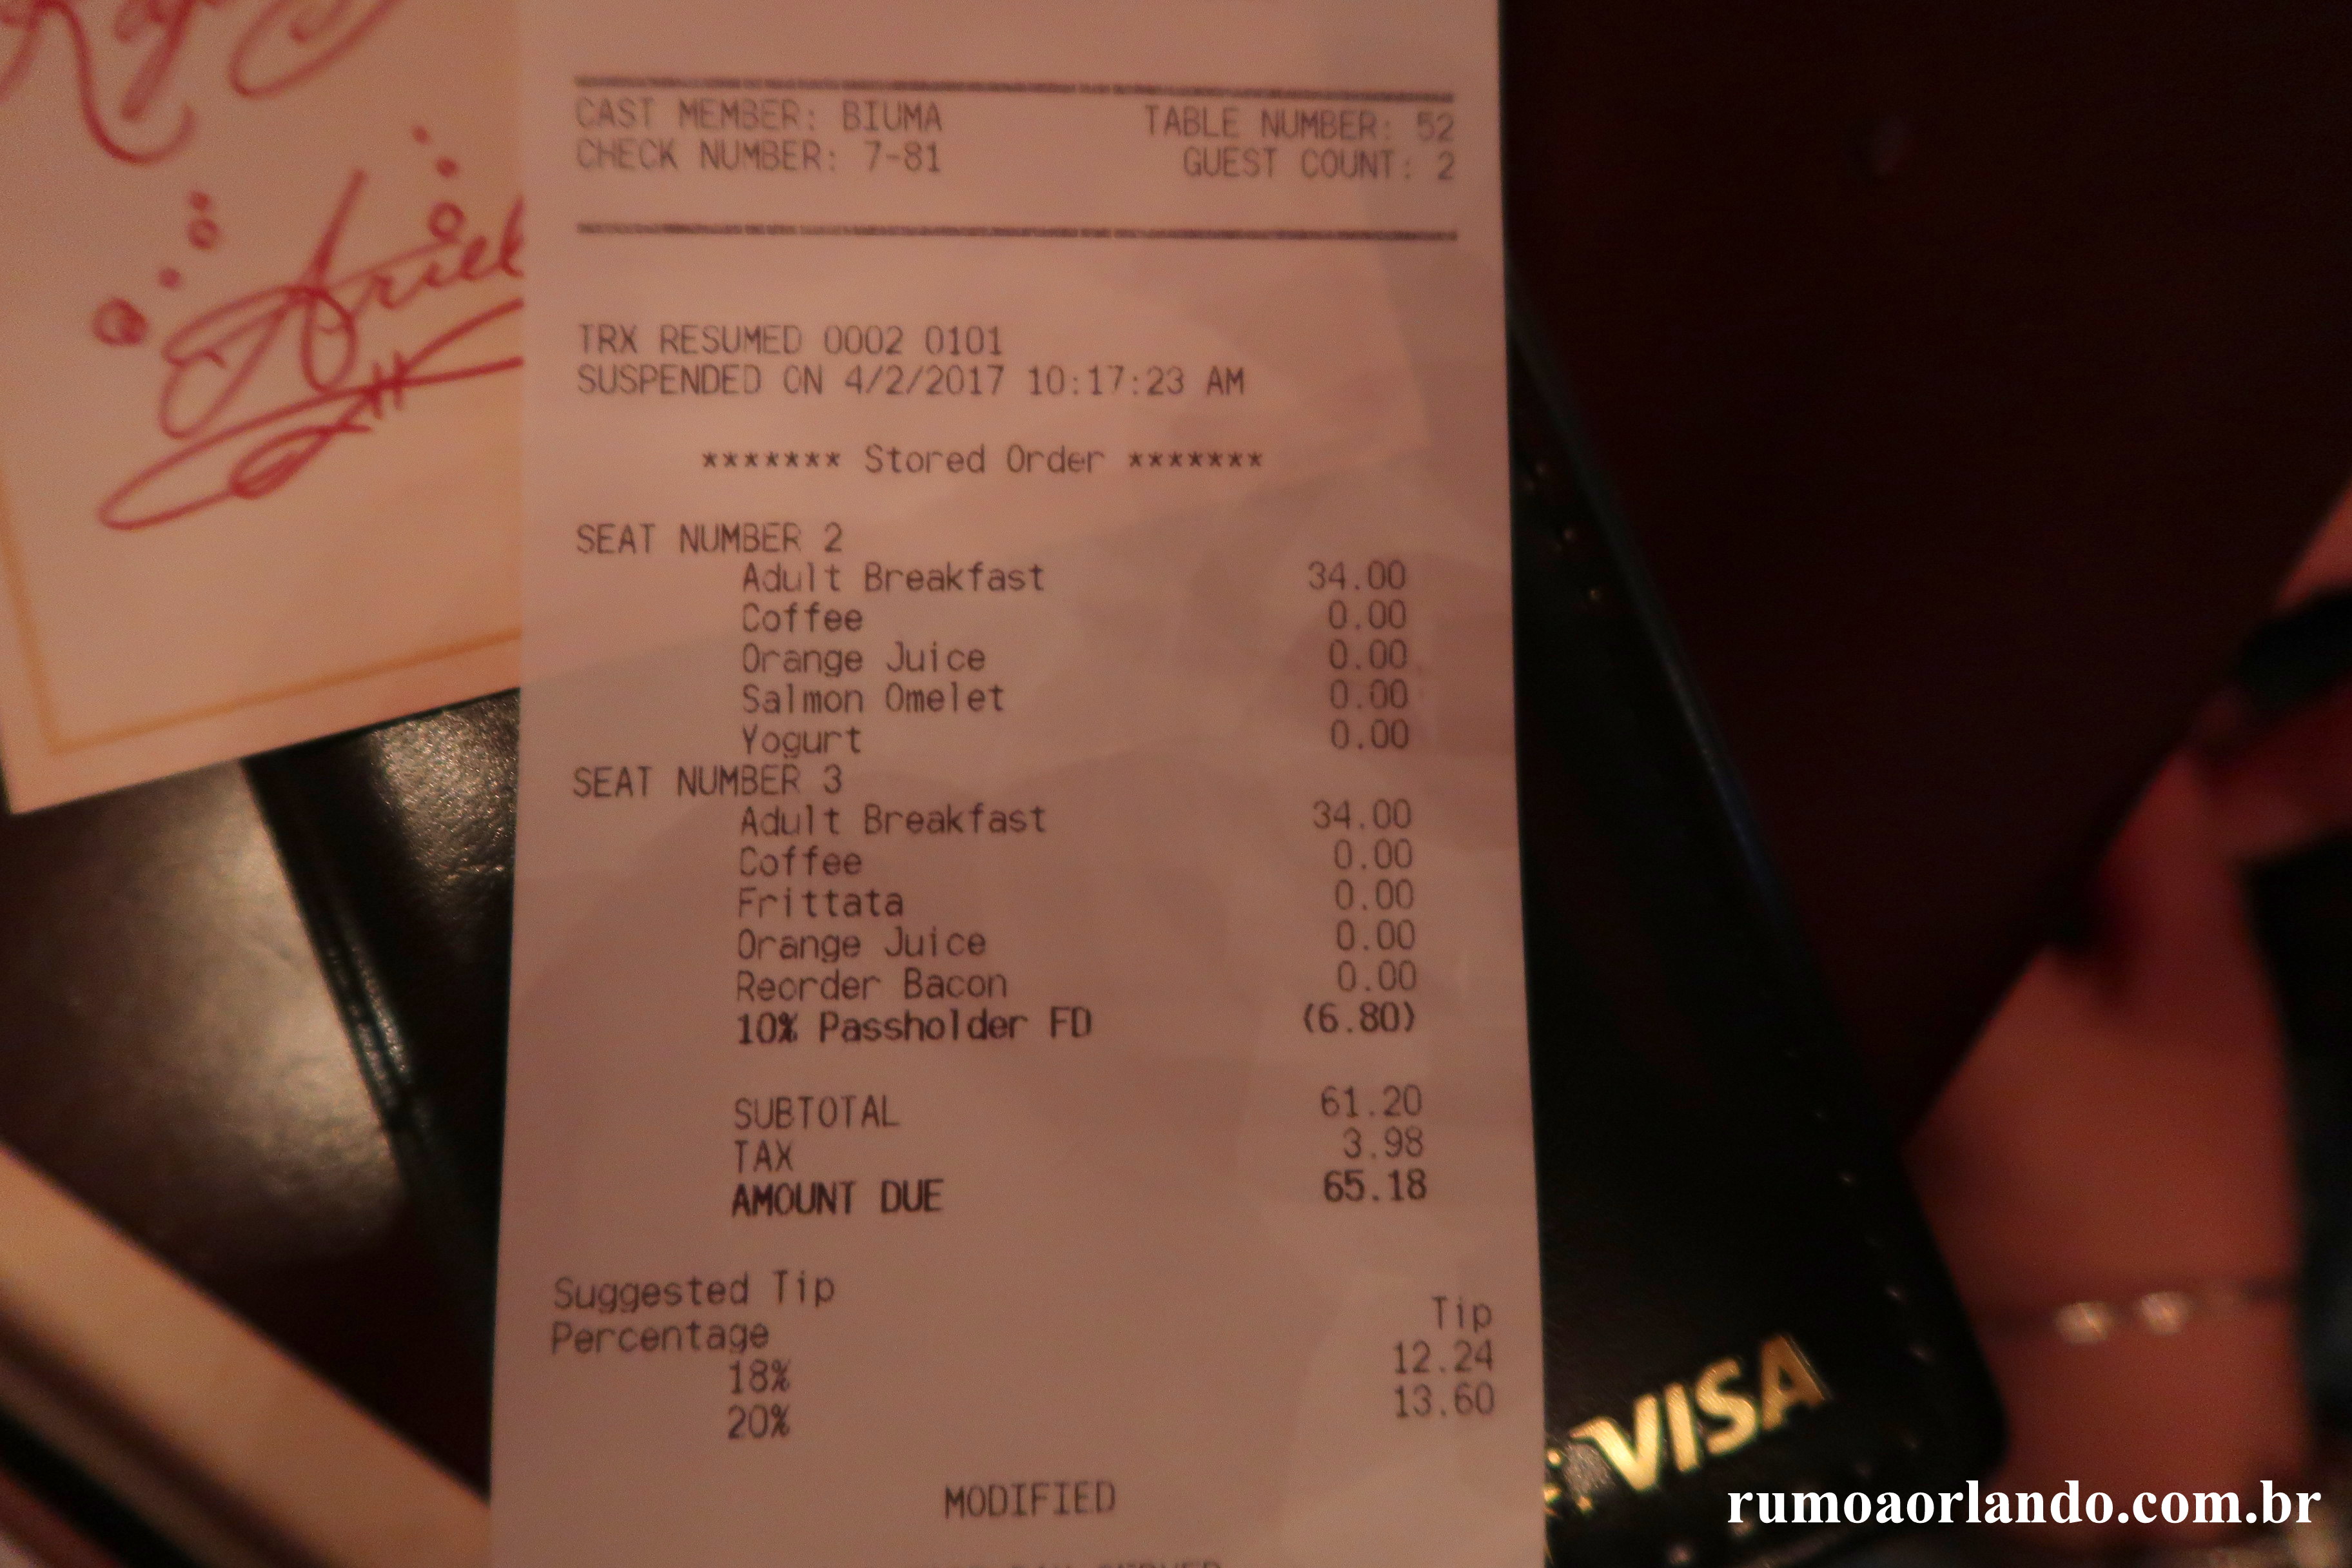 Ariel
CAST MEMBER: BIUMA TABLE NUMBER: 52
CHECK NUMBER: 7-81 GUEST COUNT: 2
TRX RESUMED 0002 0101
SUSPENDED ON 4/2/2017 10:17:23 AM
******* Stored Order *******
SEAT NUMBER 2
Adult Breakfast 34.00
Coffee 0.00
Orange Juice 0.00
Salmon Omelet 0.00
Yogurt 0.00
SEAT NUMBER 3
Adult Breakfast 34.00
Coffee 0.00
Frittata 0.00
Orange Juice 0.00
Reorder Bacon 0.00
10% Passholder FD (6.80)
SUBTOTAL 61.20
TAX 3.98
AMOUNT DUE 65.18
Suggested Tip
Percentage Tip
18% 12.24
20% 13.60
MODIFIED
VISA
rumoaorlando.com.br